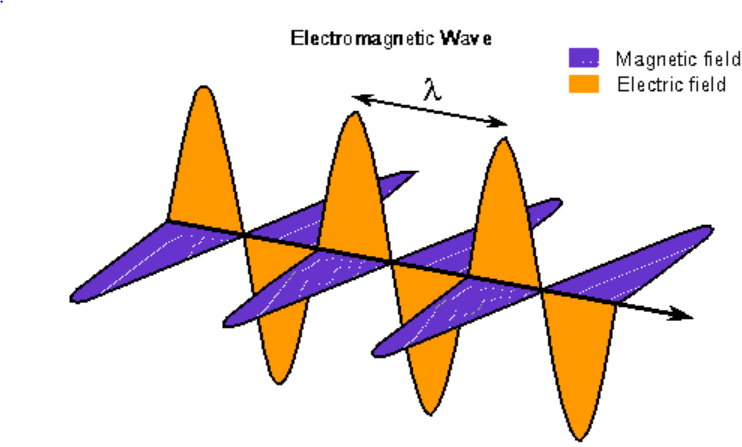 Electromagnetic Wave
Magnetic field
Electric field
λ